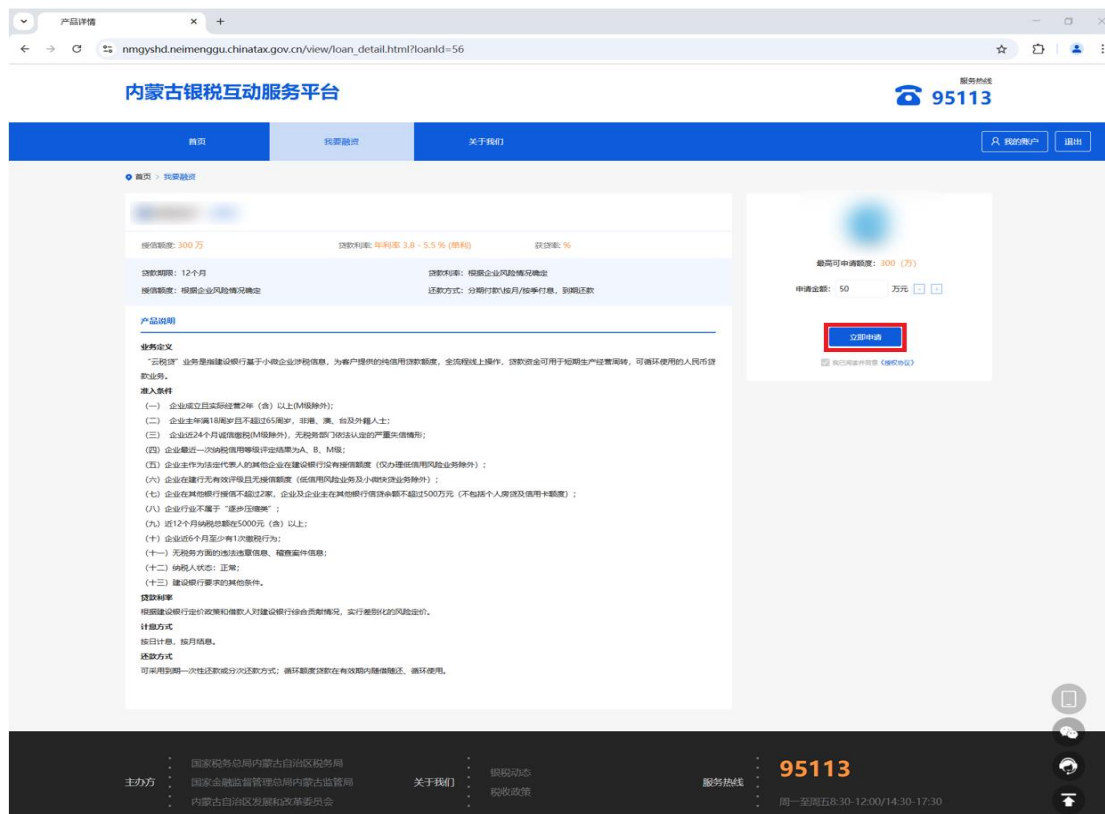 产品详情
nmgyshd.neimenggu.chinatax.gov.cn/view/loan_detail.html?loanId=56
内蒙古银税互动服务平台
服务热线
95113
首页
我要融资
关于我们
我的账户
退出
首页 > 我要融资
授信额度: 300 万
贷款利率: 年利率 3.8 - 5.5 % (单利)
获贷率: %
贷款期限：12个月
贷款利率：根据企业风险情况确定
授信额度：根据企业风险情况确定
还款方式：分期付款\按月/按季付息，到期还款
最高可申请额度：300（万）
申请金额： 50 万元 - +
立即申请
我已阅读并同意《授权协议》
产品说明
业务定义
“云税贷”业务是指建设银行基于小微企业涉税信息，为客户提供的纯信用贷款额度，全流程线上操作，贷款资金可用于短期生产经营周转，可循环使用的人民币贷
款业务。
准入条件
（一） 企业成立且实际经营2年（含）以上(M级除外)；
（二） 企业主年满18周岁且不超过65周岁，非港、澳、台及外籍人士；
（三） 企业近24个月诚信缴税(M级除外)，无税务部门依法认定的严重失信情形；
（四）企业最近一次纳税信用等级评定结果为A、B、M级；
（五）企业主作为法定代表人的其他企业在建设银行没有授信额度（仅办理低信用风险业务除外）；
（六）企业在建行无有效评级且无授信额度（低信用风险业务及小微快贷业务除外）；
（七）企业在其他银行授信不超过2家，企业及企业主在其他银行信贷余额不超过500万元（不包括个人房贷及信用卡额度）；
（八）企业行业不属于“逐步压缩类”；
（九）近12个月纳税总额在5000元（含）以上；
（十）企业近6个月至少有1次缴税行为；
（十一）无税务方面的违法违章信息、稽查案件信息；
（十二）纳税人状态：正常；
（十三）建设银行要求的其他条件。
贷款利率
根据建设银行定价政策和借款人对建设银行综合贡献情况，实行差别化的风险定价。
计息方式
按日计息，按月结息。
还款方式
可采用到期一次性还款或分次还款方式；循环额度贷款在有效期内随借随还、循环使用。
主办方
国家税务总局内蒙古自治区税务局
国家金融监督管理总局内蒙古监管局
内蒙古自治区发展和改革委员会
关于我们
银税动态
税收政策
服务热线
95113
周一至周五8:30-12:00/14:30-17:30